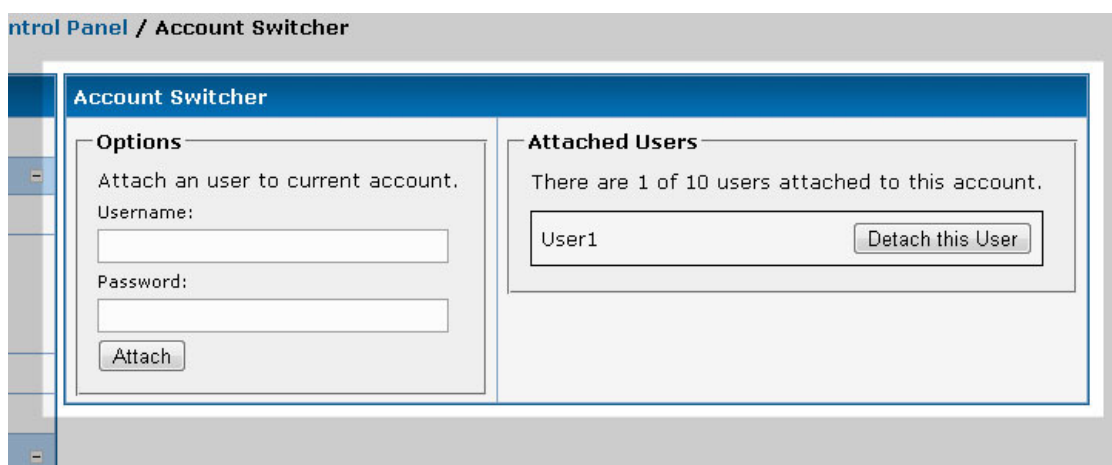 ntrol Panel / Account Switcher
Account Switcher
Options
Attach an user to current account.
Username:
Password:
Attach
Attached Users
There are 1 of 10 users attached to this account.
User1
Detach this User